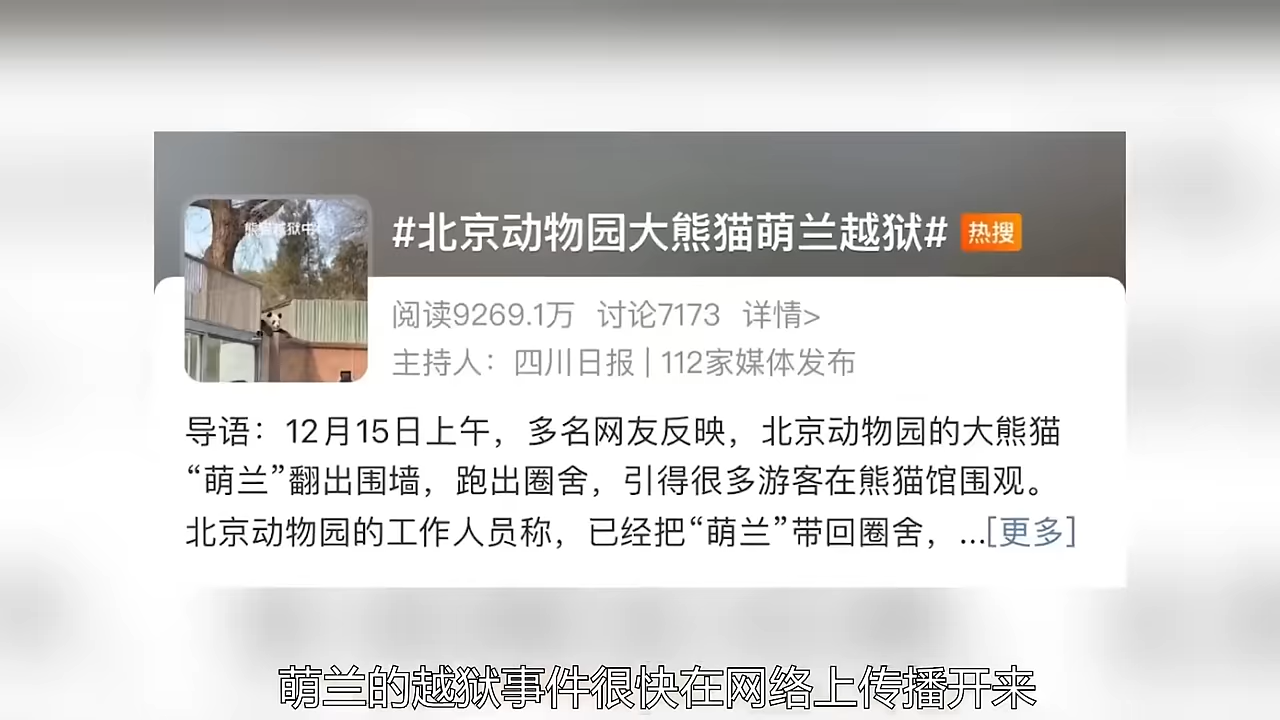 熊猫越狱中
#北京动物园大熊猫萌兰越狱# 热搜
阅读9269.1万 讨论7173 详情>
主持人：四川日报 | 112家媒体发布
导语：12月15日上午，多名网友反映，北京动物园的大熊猫
“萌兰”翻出围墙，跑出圈舍，引得很多游客在熊猫馆围观。
北京动物园的工作人员称，已经把“萌兰”带回圈舍，...[更多]
萌兰的越狱事件很快在网络上传播开来